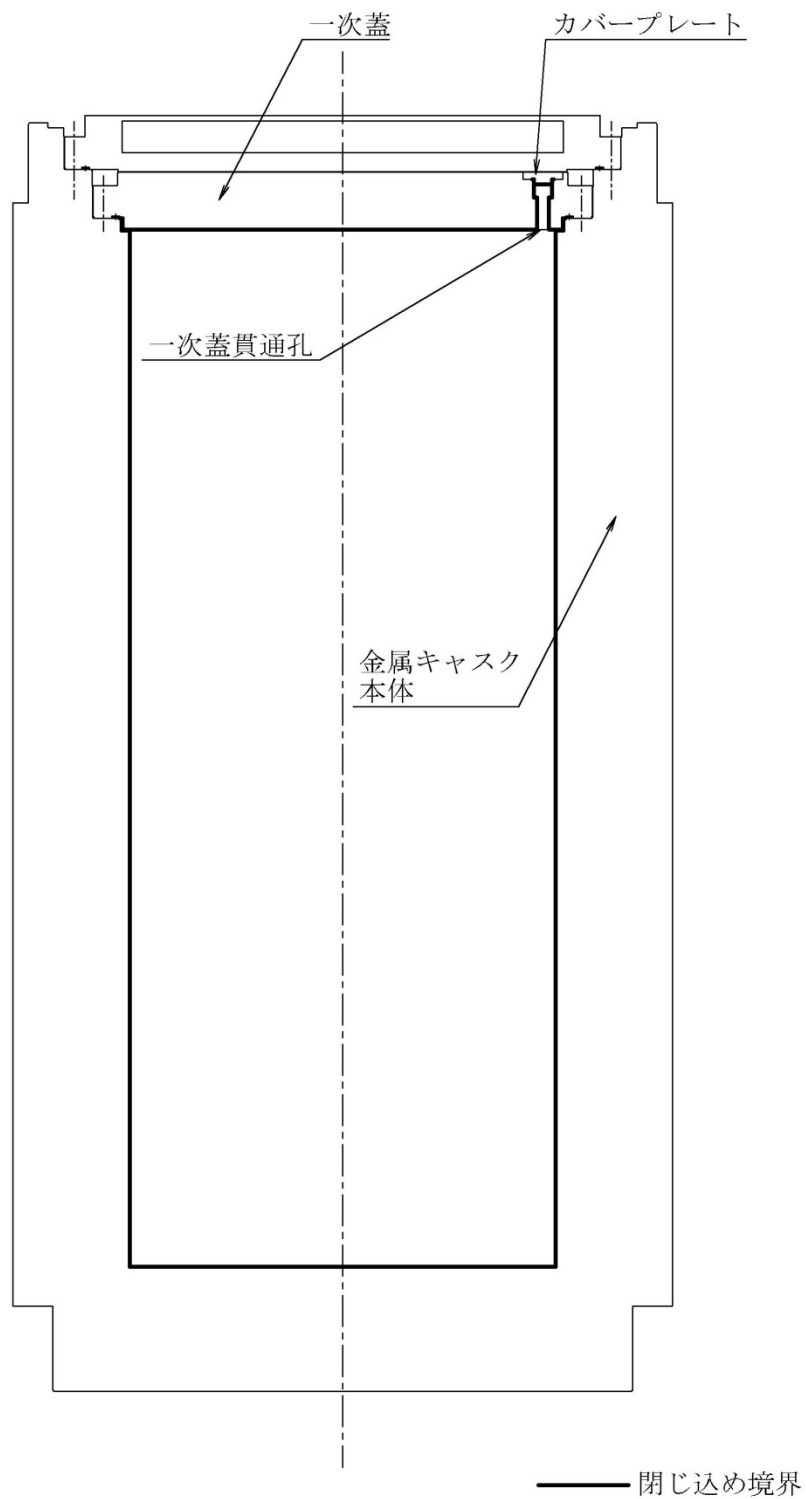 一次蓋
カバープレート
一次蓋貫通孔
金属キャスク
本体
閉じ込め境界